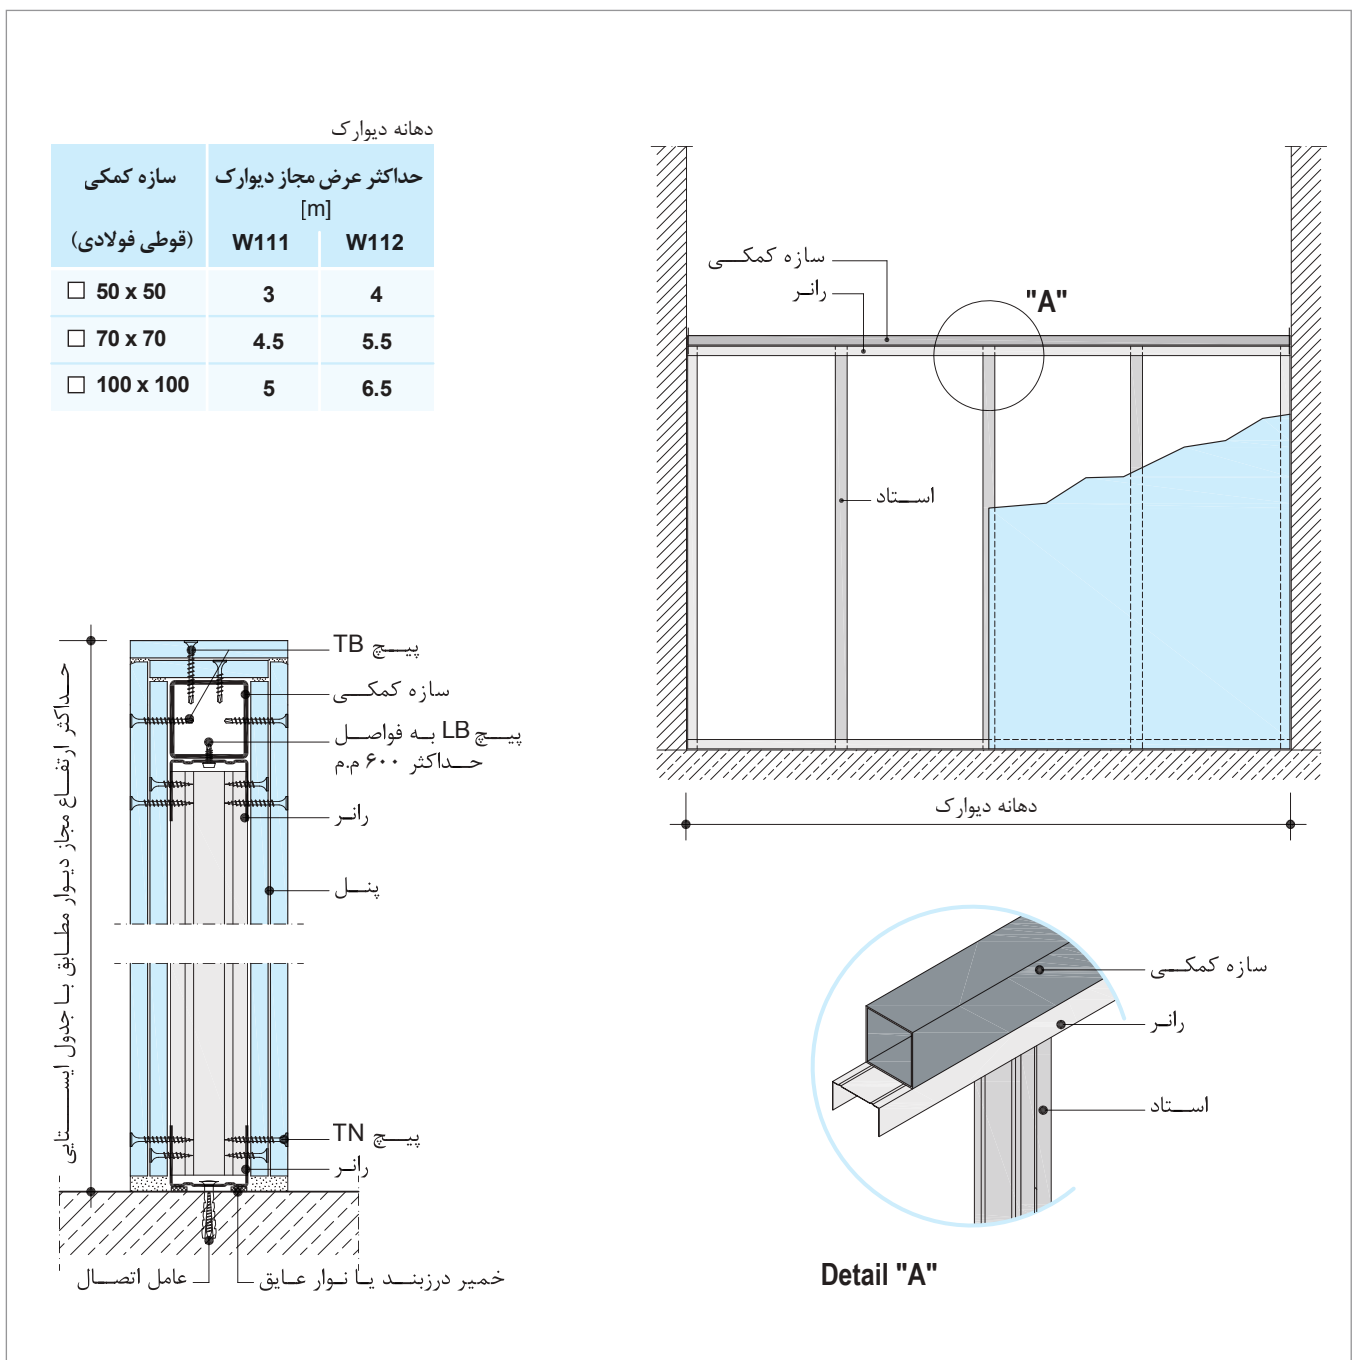 دهانه دیوارک
سازه کمکی
(قوطی فولادی)
حداکثر عرض مجاز دیوارک
[m]
W111 W112
50 x 50 3 4
70 x 70 4.5 5.5
100 x 100 5 6.5
سازه کمکی
رانر
"A"
استاد
دهانه دیوارک
پیچ TB
سازه کمکی
پیچ LB به فواصل
حداکثر ۶۰۰ م.م
رانر
پنل
پیچ TN
رانر
خمیر درزبند یا نوار عایق
عامل اتصال
حداکثر ارتفاع مجاز دیوار مطابق با جدول ایستایی
سازه کمکی
رانر
استاد
Detail "A"